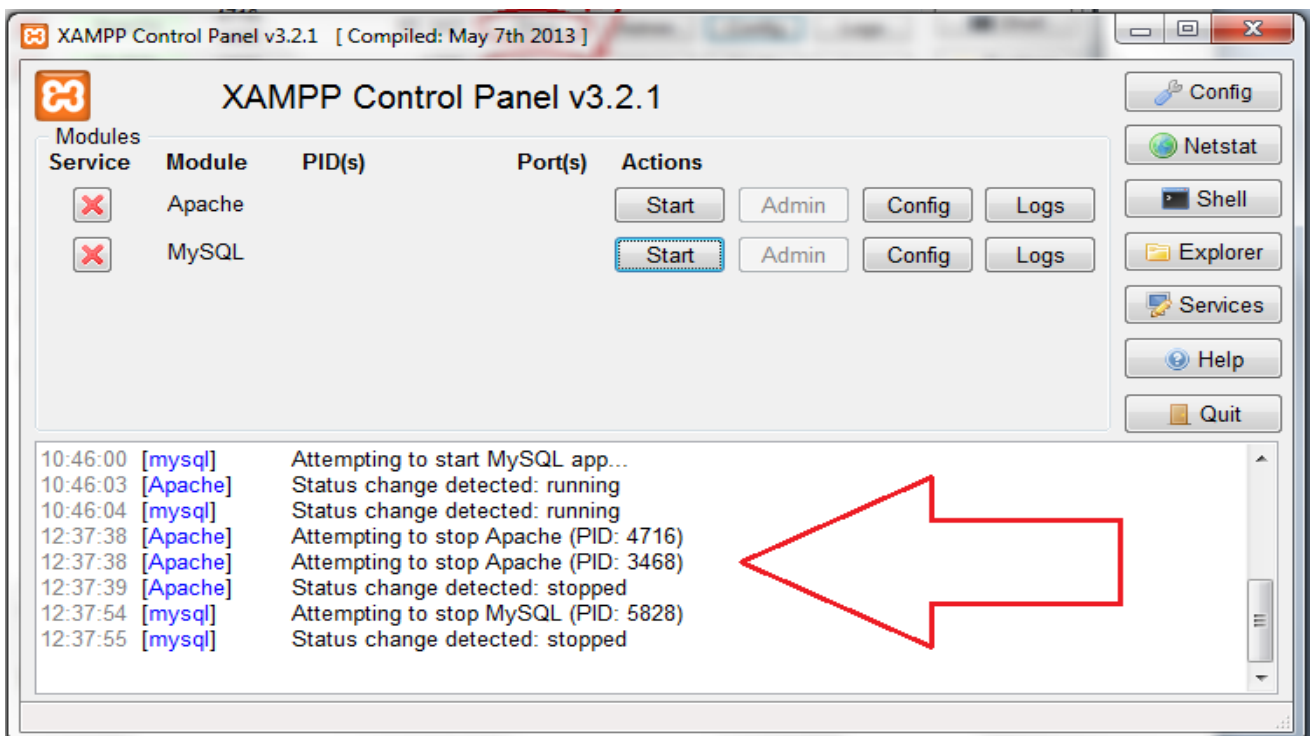 XAMPP Control Panel v3.2.1 [ Compiled: May 7th 2013 ]
XAMPP Control Panel v3.2.1
Config
Modules
Service Module PID(s) Port(s) Actions
Netstat
Apache Start Admin Config Logs
Shell
MySQL Start Admin Config Logs
Explorer
Services
Help
Quit
10:46:00 [mysql] Attempting to start MySQL app...
10:46:03 [Apache] Status change detected: running
10:46:04 [mysql] Status change detected: running
12:37:38 [Apache] Attempting to stop Apache (PID: 4716)
12:37:38 [Apache] Attempting to stop Apache (PID: 3468)
12:37:39 [Apache] Status change detected: stopped
12:37:54 [mysql] Attempting to stop MySQL (PID: 5828)
12:37:55 [mysql] Status change detected: stopped